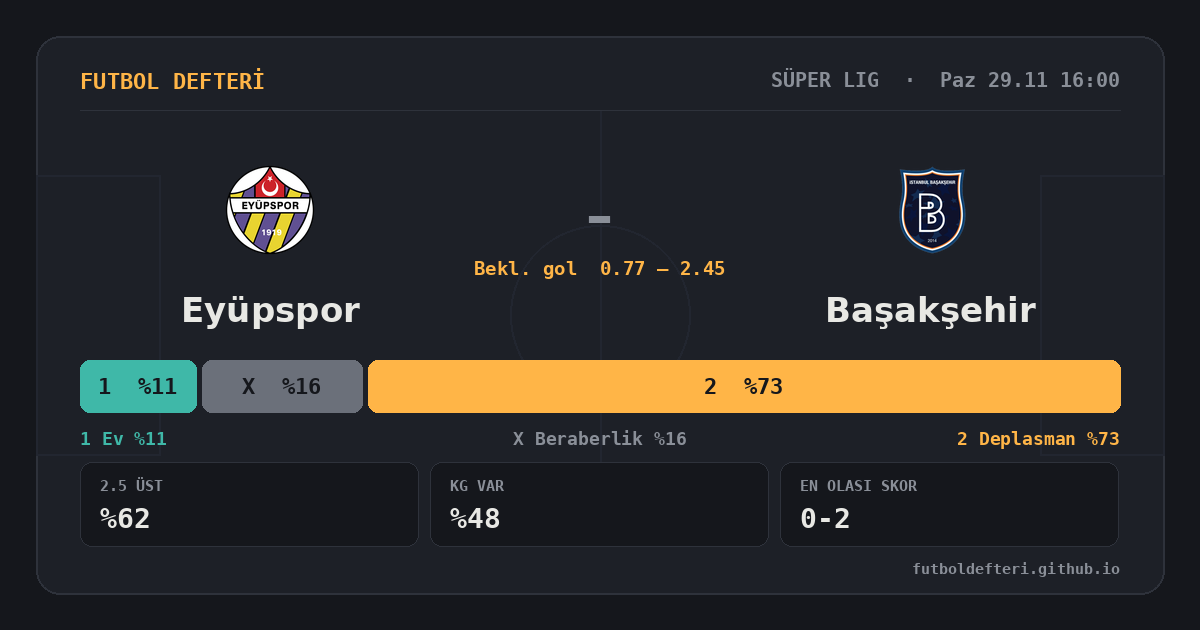 FUTBOL DEFTERİ
SÜPER LIG · Paz 29.11 16:00
EYÜPSPOR
1919
İSTANBUL BAŞAKŞEHİR
B
2014
–
Bekl. gol 0.77 – 2.45
Eyüpspor
Başakşehir
1 %11
X %16
2 %73
1 Ev %11
X Beraberlik %16
2 Deplasman %73
2.5 ÜST
KG VAR
EN OLASI SKOR
%62
%48
0-2
futboldefteri.github.io